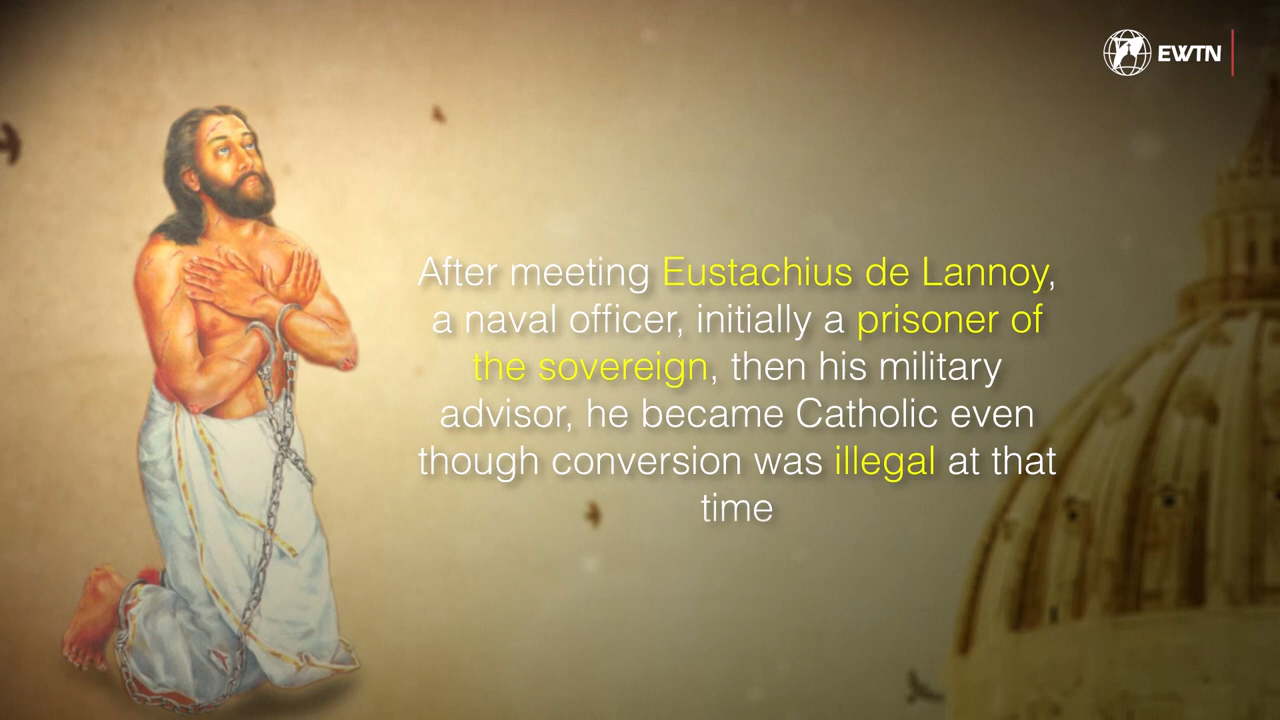 EWTN
After meeting Eustachius de Lannoy,
a naval officer, initially a prisoner of
the sovereign, then his military
advisor, he became Catholic even
though conversion was illegal at that
time